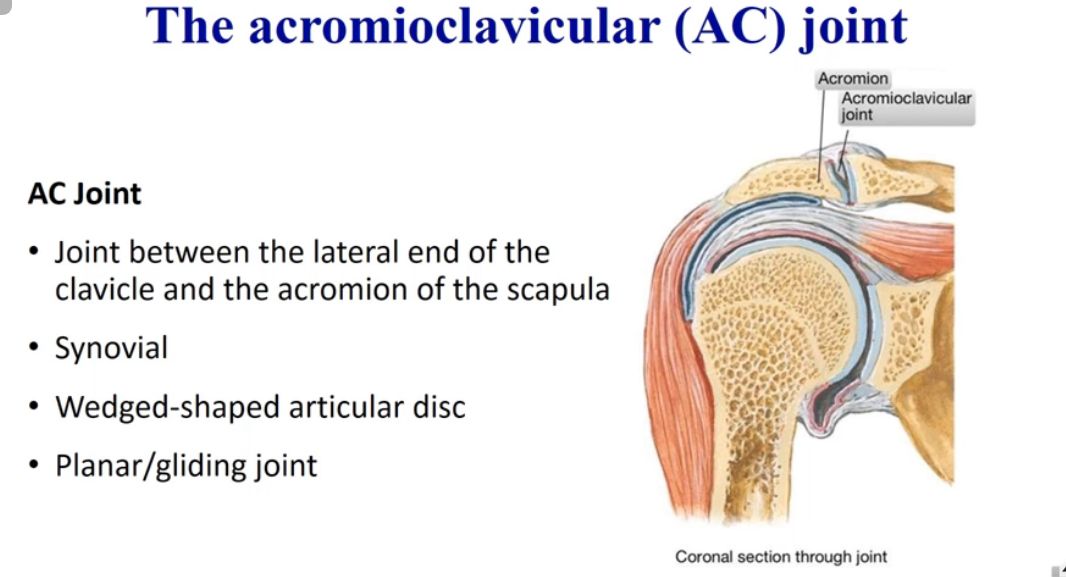 The acromioclavicular (AC) joint
Acromion
Acromioclavicular
joint
AC Joint
• Joint between the lateral end of the
clavicle and the acromion of the scapula
• Synovial
• Wedged-shaped articular disc
• Planar/gliding joint
Coronal section through joint